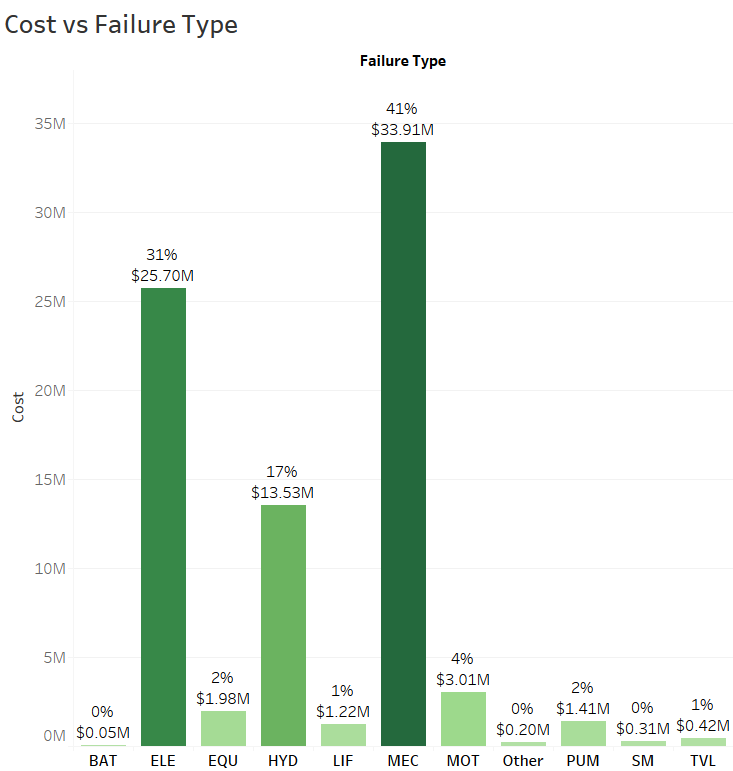 Cost vs Failure Type
Failure Type
41%
$33.91M
35M
30M
31%
$25.70M
25M
20M
Cost
17%
$13.53M
15M
10M
5M
4%
$3.01M
2%
$1.98M
2%
$1.41M
1%
$1.22M
1%
$0.42M
0%
$0.05M
0%
$0.20M
0%
$0.31M
0M
BAT ELE EQU HYD LIF MEC MOT Other PUM SM TVL